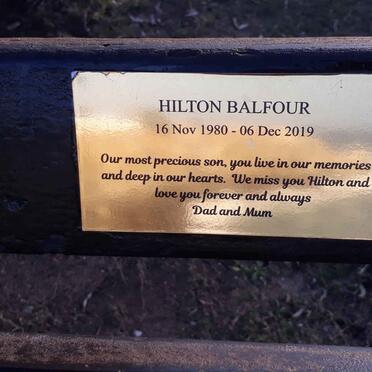 HILTON BALFOUR
16 Nov 1980 - 06 Dec 2019
Our most precious son, you live in our memories
and deep in our hearts. We miss you Hilton and
love you forever and always
Dad and Mum